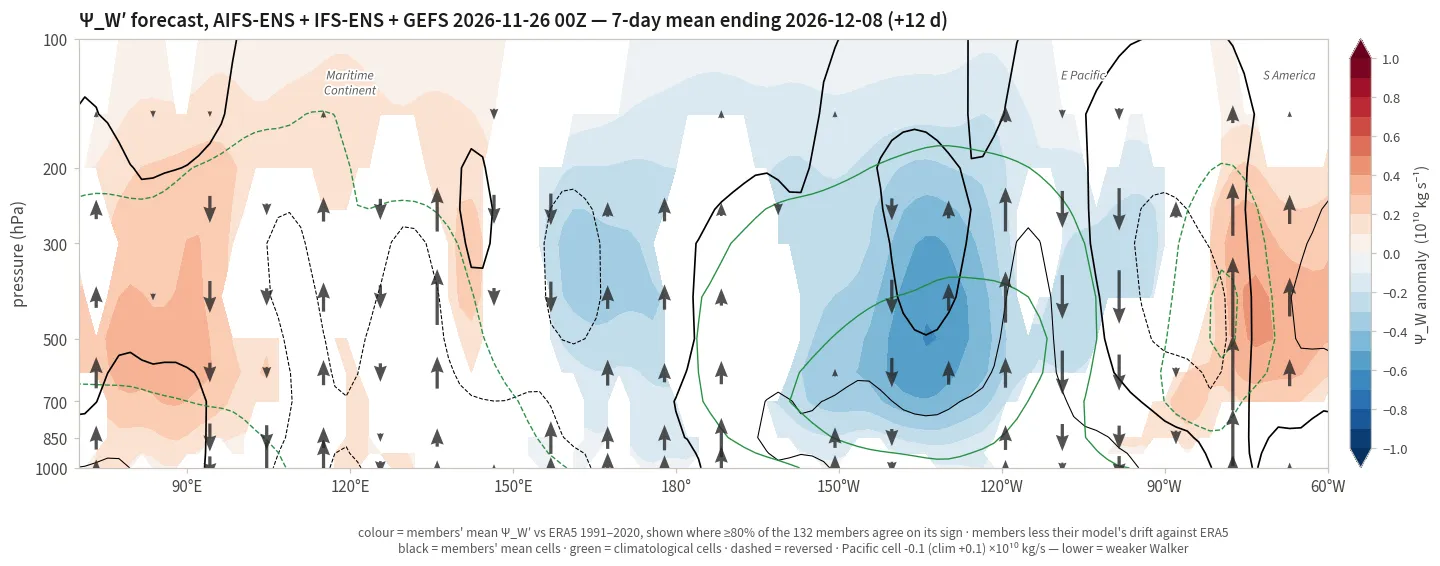 Ψ_W′ forecast, AIFS-ENS + IFS-ENS + GEFS 2026-11-26 00Z — 7-day mean ending 2026-12-08 (+12 d)
pressure (hPa)
100
200
300
400
500
700
850
1000
90°E
120°E
150°E
180°
150°W
120°W
90°W
60°W
Maritime
Continent
E Pacific
S America
1.0
0.8
0.6
0.4
0.2
0.0
-0.2
-0.4
-0.6
-0.8
-1.0
Ψ_W anomaly (10¹⁰ kg s⁻¹)
colour = members' mean Ψ_W′ vs ERA5 1991–2020, shown where ≥80% of the 132 members agree on its sign · members less their model's drift against ERA5
black = members' mean cells · green = climatological cells · dashed = reversed · Pacific cell -0.1 (clim +0.1) ×10¹⁰ kg/s — lower = weaker Walker